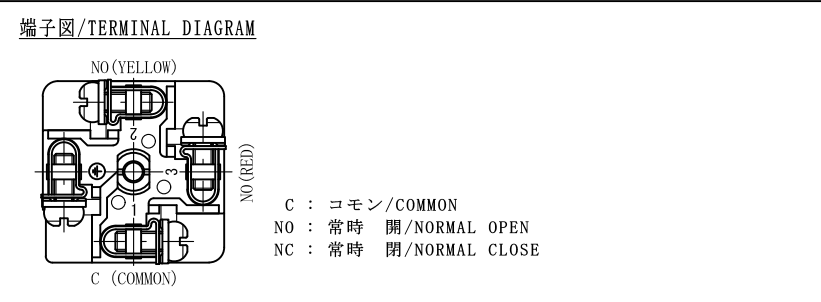 端子図/TERMINAL DIAGRAM
NO(YELLOW)
2
3
1
NO(RED)
C (COMMON)
C : コモン/COMMON
NO : 常時 開/NORMAL OPEN
NC : 常時 閉/NORMAL CLOSE